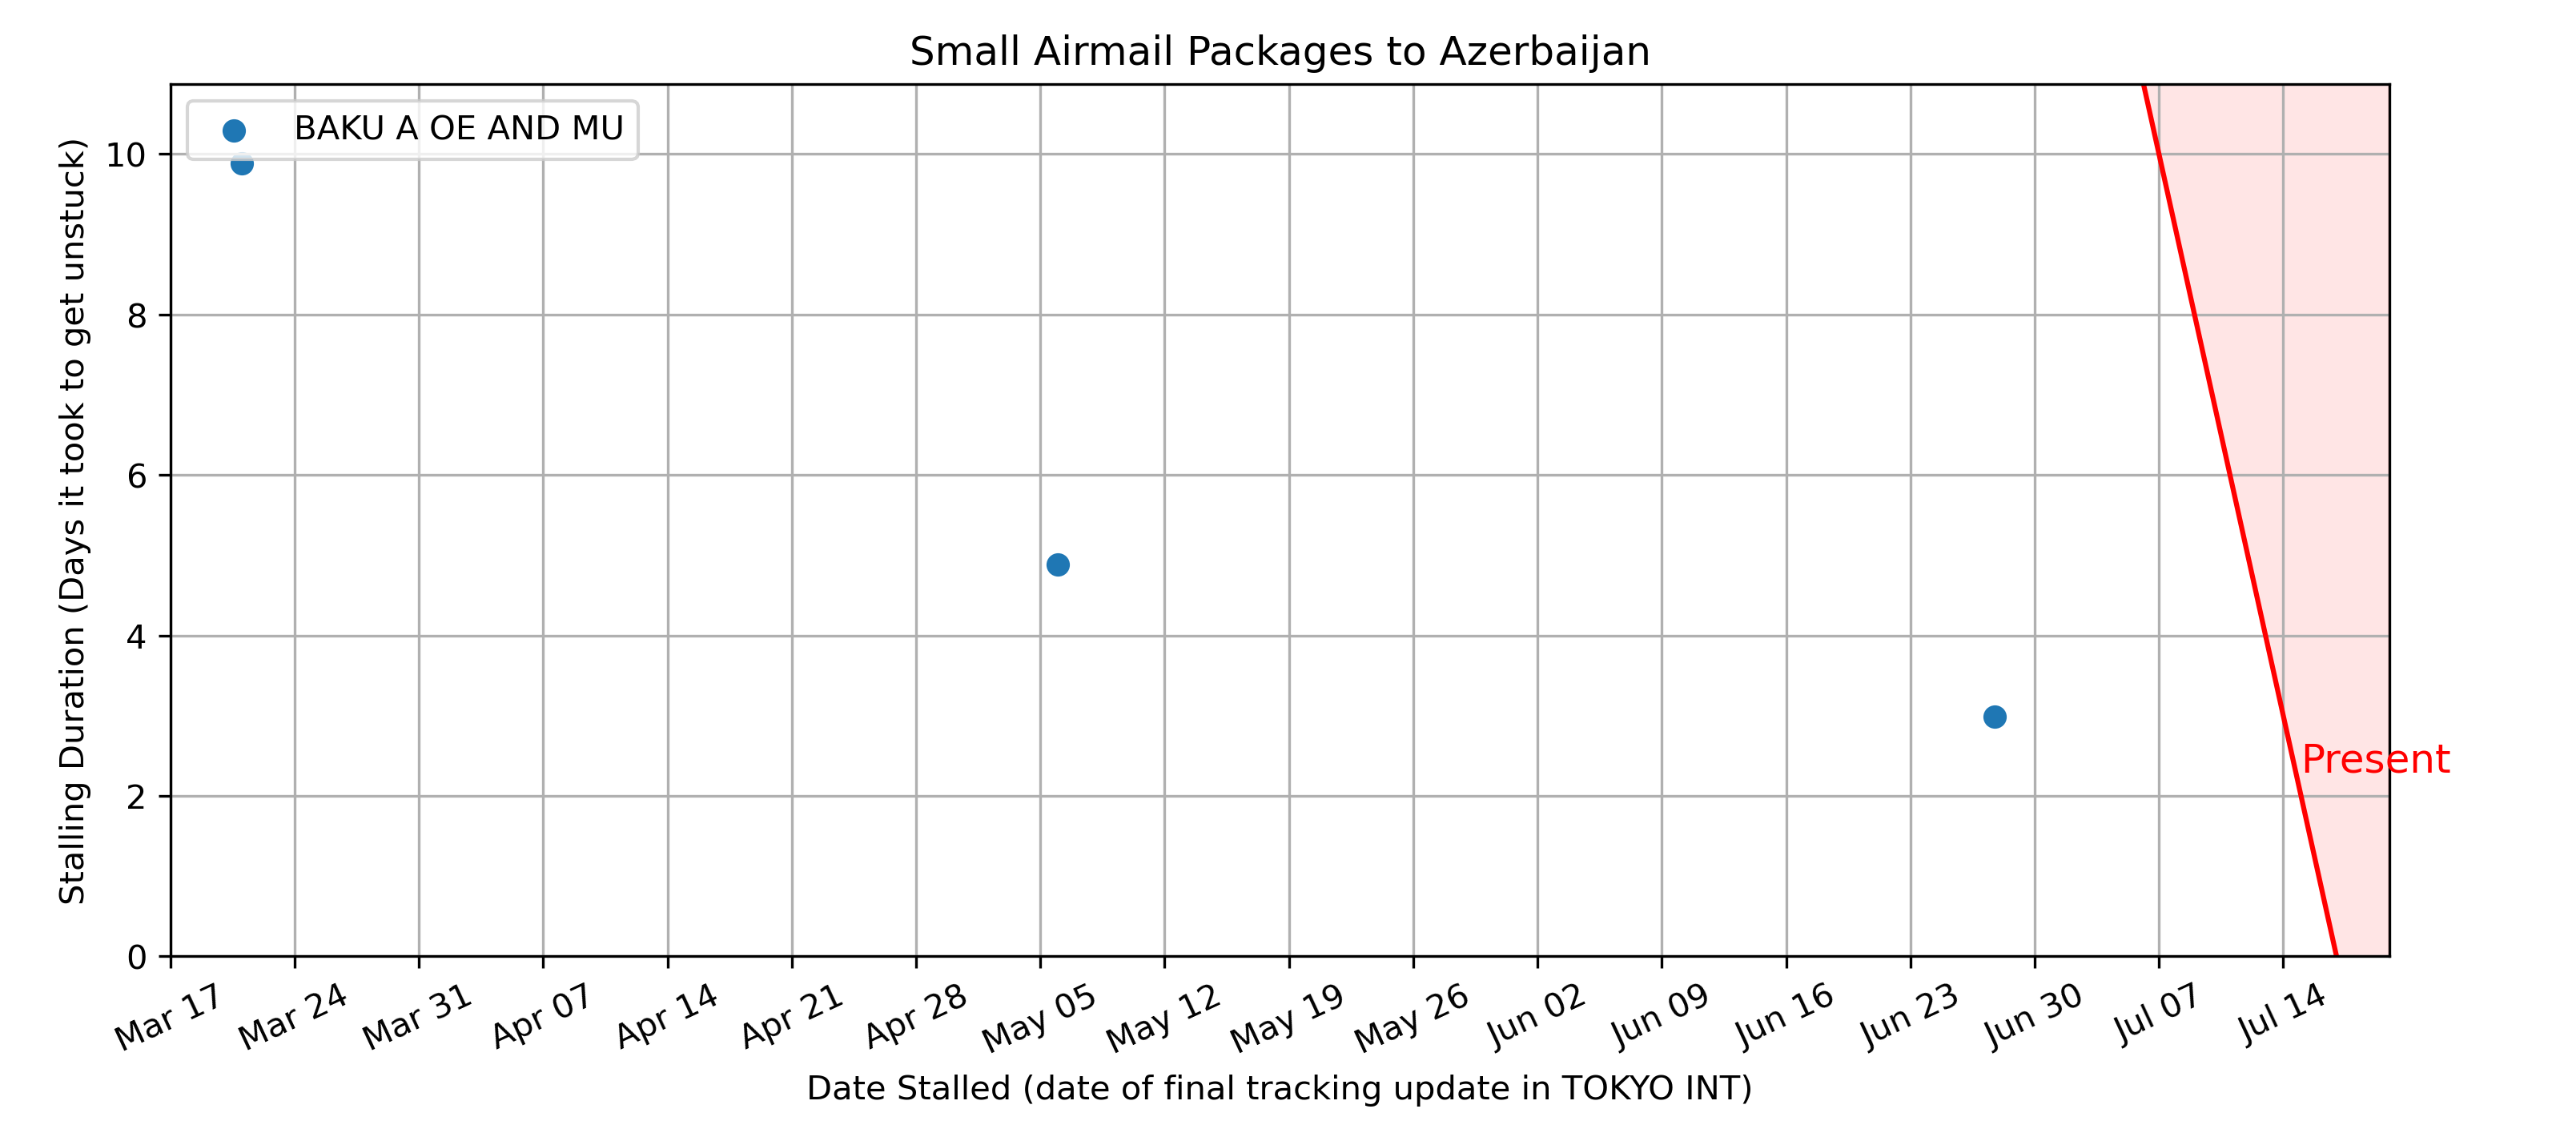 Small Airmail Packages to Azerbaijan
BAKU A OE AND MU
Stalling Duration (Days it took to get unstuck)
10
8
6
4
2
0
Present
Mar 17 Mar 24 Mar 31 Apr 07 Apr 14 Apr 21 Apr 28 May 05 May 12 May 19 May 26 Jun 02 Jun 09 Jun 16 Jun 23 Jun 30 Jul 07 Jul 14
Date Stalled (date of final tracking update in TOKYO INT)